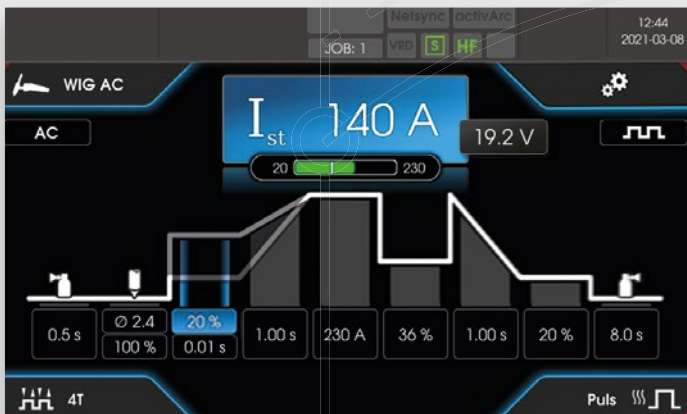 Netsync activArc
12:44
2021-03-08
JOB: 1 VRD S HF
WIG AC
AC
Ist 140 A
19.2 V
20 230
0.5 s
Ø 2.4
100 %
20 %
0.01 s
1.00 s
230 A
36 %
1.00 s
20 %
8.0 s
4T
Puls